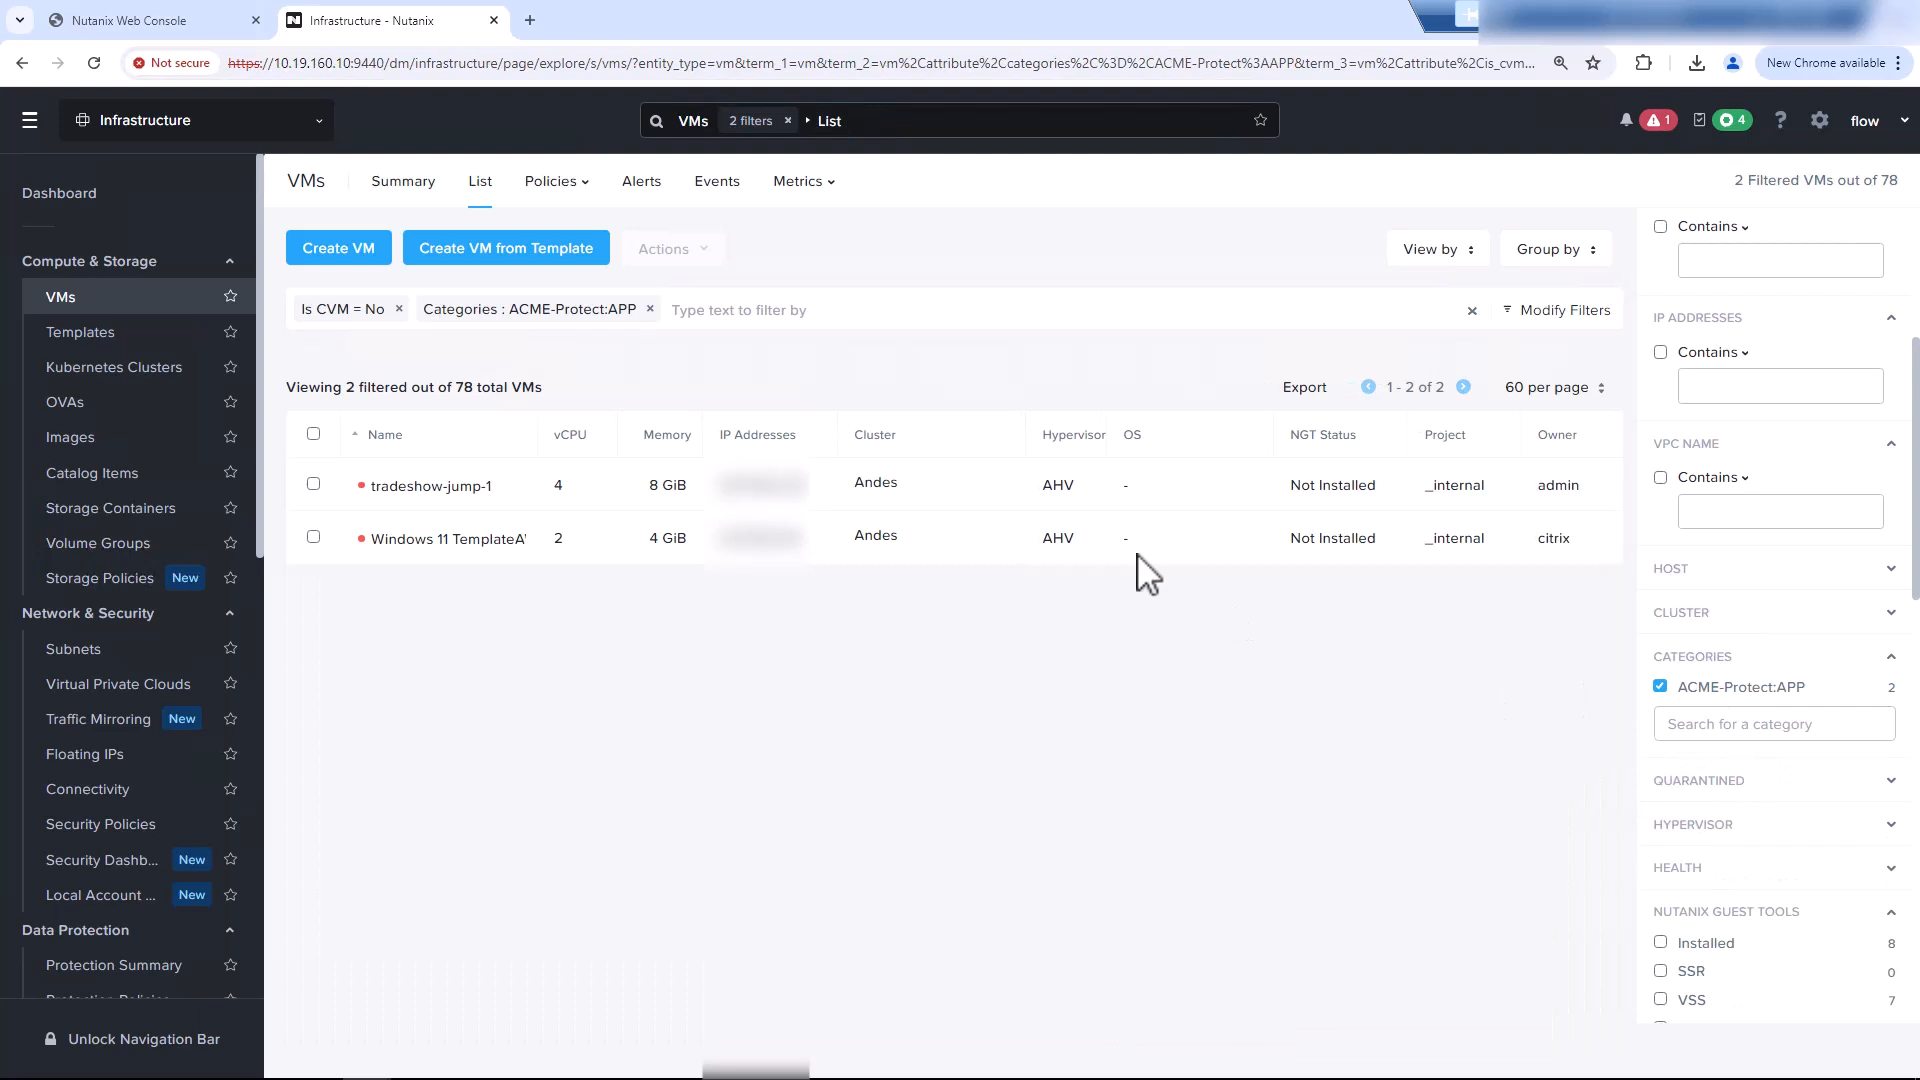 Nutanix Web Console
Infrastructure - Nutanix
Not secure
https://10.19.160.10:9440/dm/infrastructure/page/explore/s/vms/?entity_type=vm&term_1=vm&term_2=vm%2Cattribute%2Ccategories%2C%3D%2CACME-Protect%3AAPP&term_3=vm%2Cattribute%2Cis_cvm...
New Chrome available
Infrastructure
VMs 2 filters List
1
4
flow
Dashboard
Compute & Storage
VMs
Templates
Kubernetes Clusters
OVAs
Images
Catalog Items
Storage Containers
Volume Groups
Storage Policies New
Network & Security
Subnets
Virtual Private Clouds
Traffic Mirroring New
Floating IPs
Connectivity
Security Policies
Security Dashb... New
Local Account ... New
Data Protection
Protection Summary
Protection Policies
Unlock Navigation Bar
VMs Summary List Policies Alerts Events Metrics
2 Filtered VMs out of 78
Create VM Create VM from Template Actions
View by Group by
Is CVM = No Categories : ACME-Protect:APP Type text to filter by
Modify Filters
Viewing 2 filtered out of 78 total VMs
Export 1 - 2 of 2 60 per page
Name vCPU Memory IP Addresses Cluster Hypervisor OS NGT Status Project Owner
tradeshow-jump-1 4 8 GiB Andes AHV - Not Installed _internal admin
Windows 11 TemplateA' 2 4 GiB Andes AHV - Not Installed _internal citrix
Contains
IP ADDRESSES
Contains
VPC NAME
Contains
HOST
CLUSTER
CATEGORIES
ACME-Protect:APP 2
Search for a category
QUARANTINED
HYPERVISOR
HEALTH
NUTANIX GUEST TOOLS
Installed 8
SSR 0
VSS 7